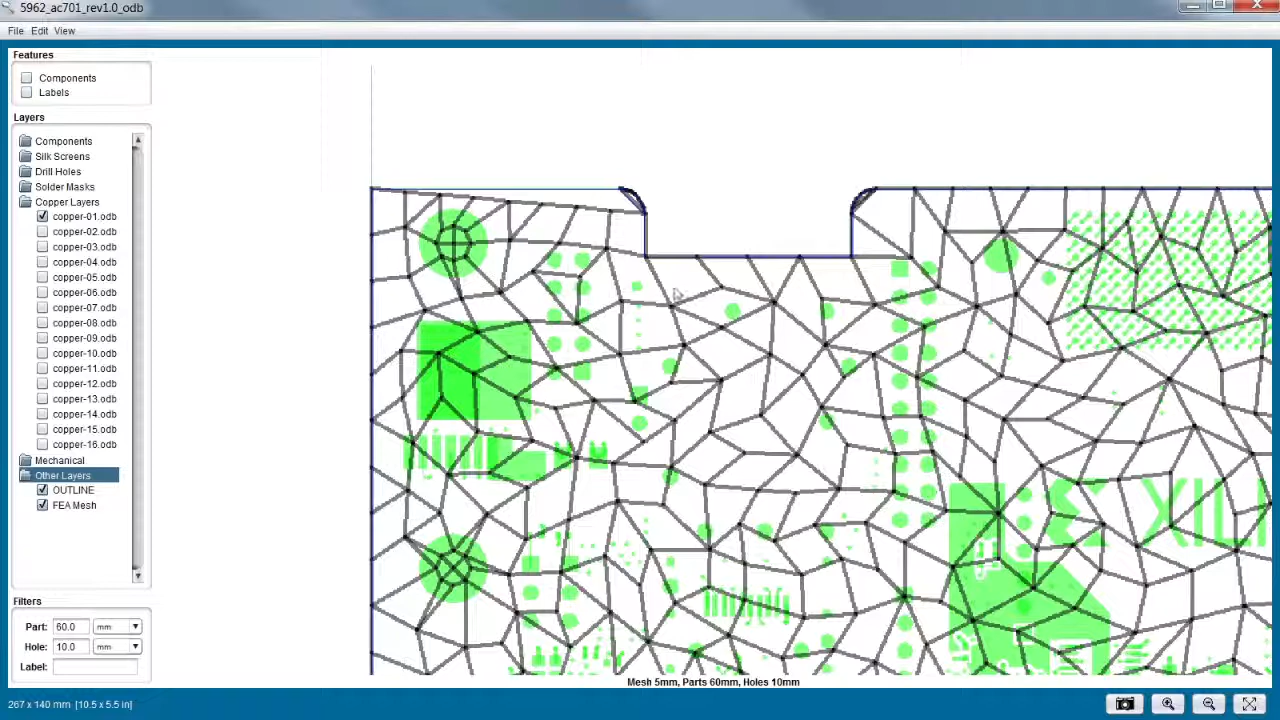 5962_ac701_rev1.0_odb
File Edit View
Features
Components
Labels
Layers
Components
Silk Screens
Drill Holes
Solder Masks
Copper Layers
copper-01.odb
copper-02.odb
copper-03.odb
copper-04.odb
copper-05.odb
copper-06.odb
copper-07.odb
copper-08.odb
copper-09.odb
copper-10.odb
copper-11.odb
copper-12.odb
copper-13.odb
copper-14.odb
copper-15.odb
copper-16.odb
Mechanical
Other Layers
OUTLINE
FEA Mesh
XILI
Filters
Part: 60.0 mm
Hole: 10.0 mm
Label:
Mesh 5mm, Parts 60mm, Holes 10mm
267 x 140 mm [10.5 x 5.5 in]